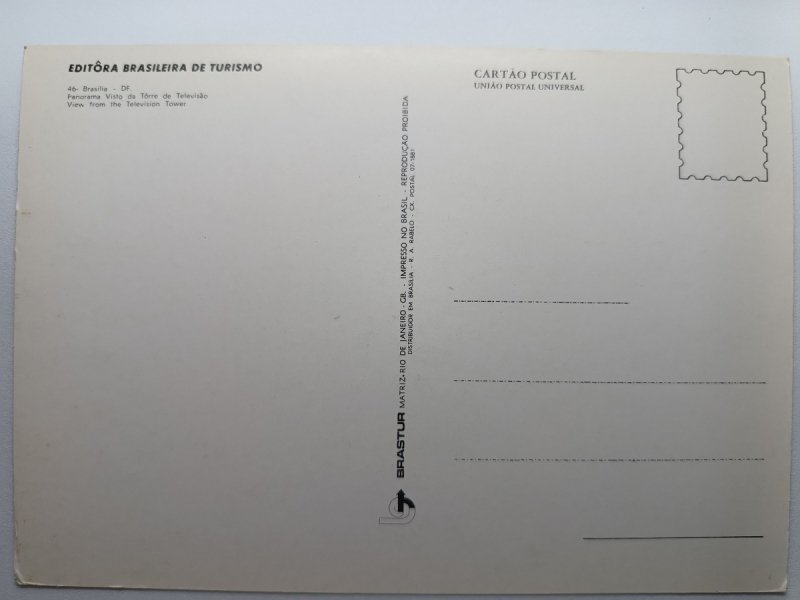 EDITÔRA BRASILEIRA DE TURISMO
46- Brasília - DF.
Panorama Visto da Tôrre de Televisão
View from the Television Tower
BRASTUR MATRIZ-RIO DE JANEIRO-GB. - IMPRESSO NO BRASIL - REPRODUÇÃO PROIBIDA
DISTRIBUIDOR EM BRASÍLIA - R. A. RABELO - CX. POSTAL 07-1881
CARTÃO POSTAL
UNIÃO POSTAL UNIVERSAL